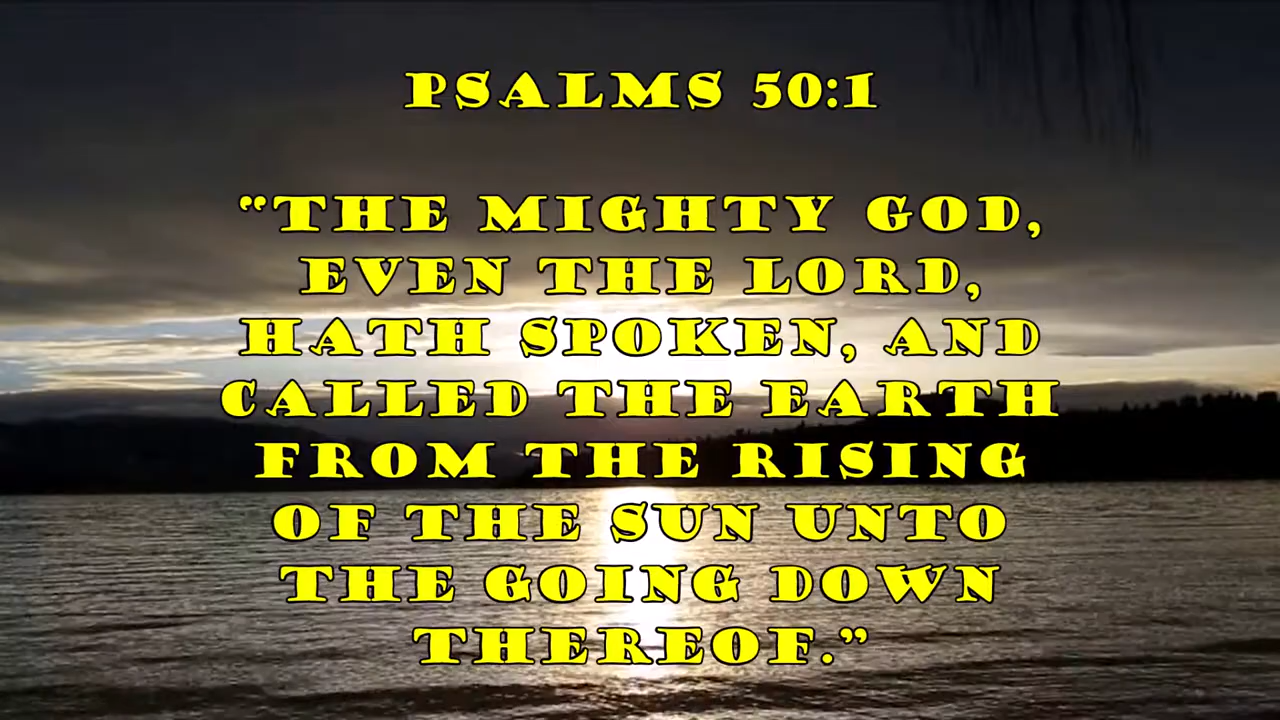 PSALMS 50:1
“THE MIGHTY GOD,
EVEN THE LORD,
HATH SPOKEN, AND
CALLED THE EARTH
FROM THE RISING
OF THE SUN UNTO
THE GOING DOWN
THEREOF.”